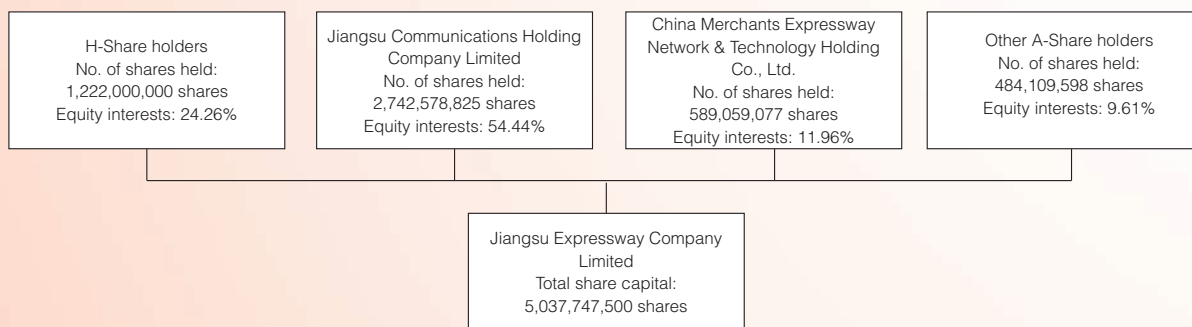 H-Share holders
No. of shares held:
1,222,000,000 shares
Equity interests: 24.26%
Jiangsu Communications Holding
Company Limited
No. of shares held:
2,742,578,825 shares
Equity interests: 54.44%
China Merchants Expressway
Network & Technology Holding
Co., Ltd.
No. of shares held:
589,059,077 shares
Equity interests: 11.96%
Other A-Share holders
No. of shares held:
484,109,598 shares
Equity interests: 9.61%
Jiangsu Expressway Company
Limited
Total share capital:
5,037,747,500 shares